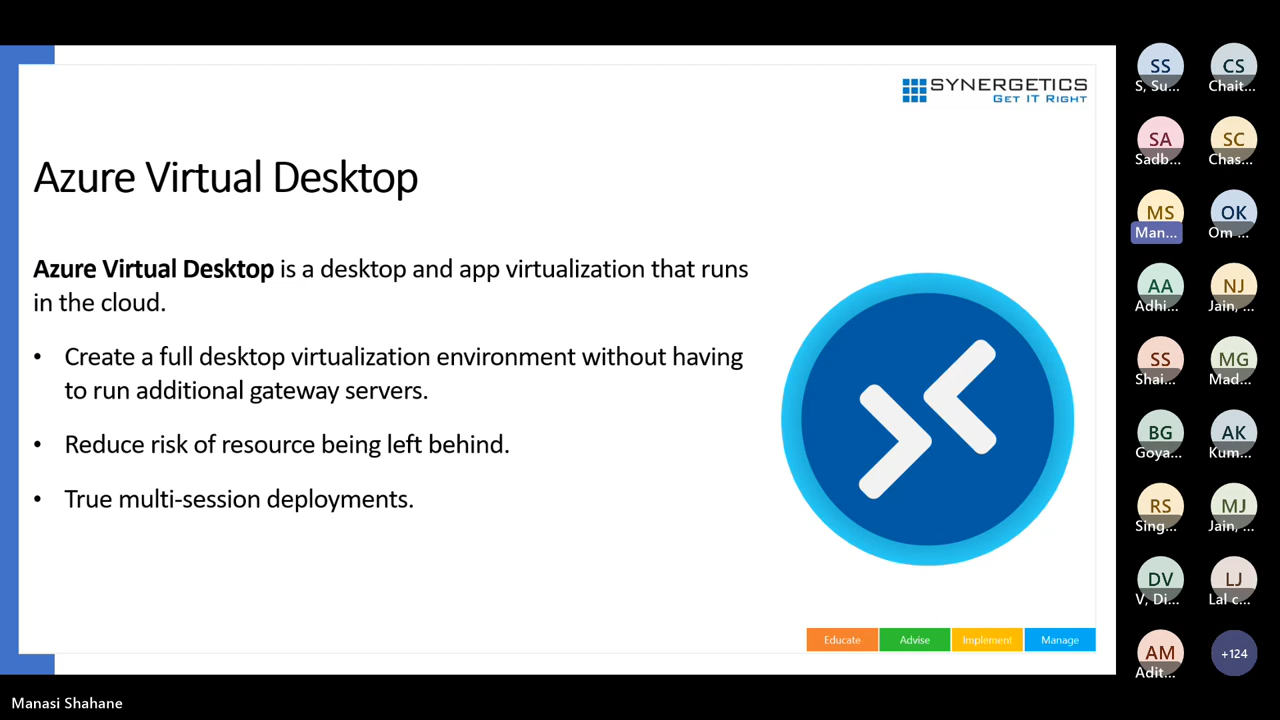 SYNERGETICS
GET IT RIGHT
Azure Virtual Desktop
Azure Virtual Desktop is a desktop and app virtualization that runs
in the cloud.
• Create a full desktop virtualization environment without having
to run additional gateway servers.
• Reduce risk of resource being left behind.
• True multi-session deployments.
Educate Advise Implement Manage
SS CS
S, Su... Chait...
SA SC
Sadb... Chas...
MS OK
Man... Om ...
AA NJ
Adhi... Jain, ...
SS MG
Shai... Mad...
BG AK
Goya... Kum...
RS MJ
Sing... Jain, ...
DV LJ
V, Di... Lal c...
AM +124
Adit...
Manasi Shahane